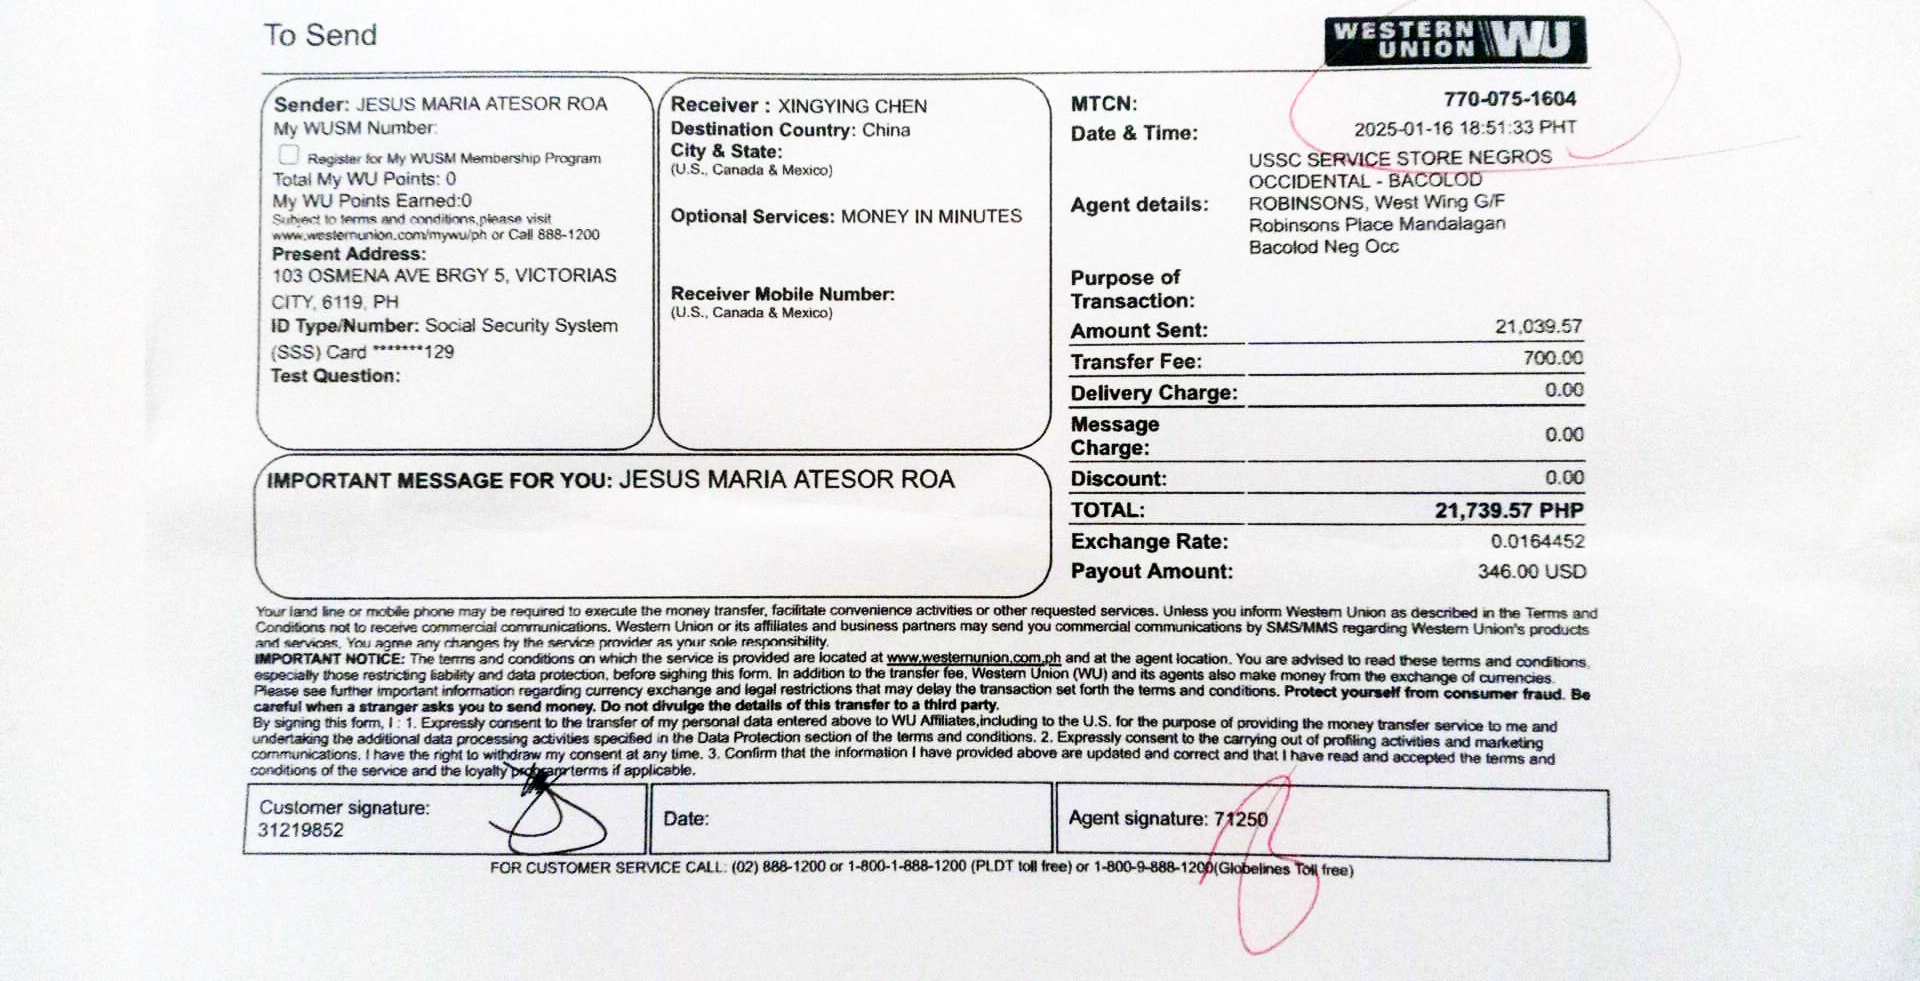 To Send
WESTERN
UNION WU
Sender: JESUS MARIA ATESOR ROA
My WUSM Number:
Register for My WUSM Membership Program
Total My WU Points: 0
My WU Points Earned:0
Subject to terms and conditions,please visit
www.westernunion.com/mywu/ph or Call 888-1200
Present Address:
103 OSMENA AVE BRGY 5, VICTORIAS
CITY, 6119, PH
ID Type/Number: Social Security System
(SSS) Card *******129
Test Question:
Receiver : XINGYING CHEN
Destination Country: China
City & State:
(U.S., Canada & Mexico)
Optional Services: MONEY IN MINUTES
Receiver Mobile Number:
(U.S., Canada & Mexico)
MTCN: 770-075-1604
Date & Time: 2025-01-16 18:51:33 PHT
Agent details:
USSC SERVICE STORE NEGROS
OCCIDENTAL - BACOLOD
ROBINSONS, West Wing G/F
Robinsons Place Mandalagan
Bacolod Neg Occ
Purpose of
Transaction:
Amount Sent: 21,039.57
Transfer Fee: 700.00
Delivery Charge: 0.00
Message
Charge: 0.00
Discount: 0.00
TOTAL: 21,739.57 PHP
Exchange Rate: 0.0164452
Payout Amount: 346.00 USD
IMPORTANT MESSAGE FOR YOU: JESUS MARIA ATESOR ROA
Your land line or mobile phone may be required to execute the money transfer, facilitate convenience activities or other requested services. Unless you inform Western Union as described in the Terms and
Conditions not to receive commercial communications. Western Union or its affiliates and business partners may send you commercial communications by SMS/MMS regarding Western Union's products
and services. You agree any changes by the service provider as your sole responsibility.
IMPORTANT NOTICE: The terms and conditions on which the service is provided are located at www.westernunion.com.ph and at the agent location. You are advised to read these terms and conditions,
especially those restricting liability and data protection, before sighing this form. In addition to the transfer fee, Western Union (WU) and its agents also make money from the exchange of currencies.
Please see further important information regarding currency exchange and legal restrictions that may delay the transaction set forth the terms and conditions. Protect yourself from consumer fraud. Be
careful when a stranger asks you to send money. Do not divulge the details of this transfer to a third party.
By signing this form, I : 1. Expressly consent to the transfer of my personal data entered above to WU Affiliates,including to the U.S. for the purpose of providing the money transfer service to me and
undertaking the additional data processing activities specified in the Data Protection section of the terms and conditions. 2. Expressly consent to the carrying out of profiling activities and marketing
communications. I have the right to withdraw my consent at any time. 3. Confirm that the information I have provided above are updated and correct and that I have read and accepted the terms and
conditions of the service and the loyalty program terms if applicable.
Customer signature:
31219852
Date:
Agent signature: 71250
FOR CUSTOMER SERVICE CALL: (02) 888-1200 or 1-800-1-888-1200 (PLDT toll free) or 1-800-9-888-1200(Globelines Toll free)